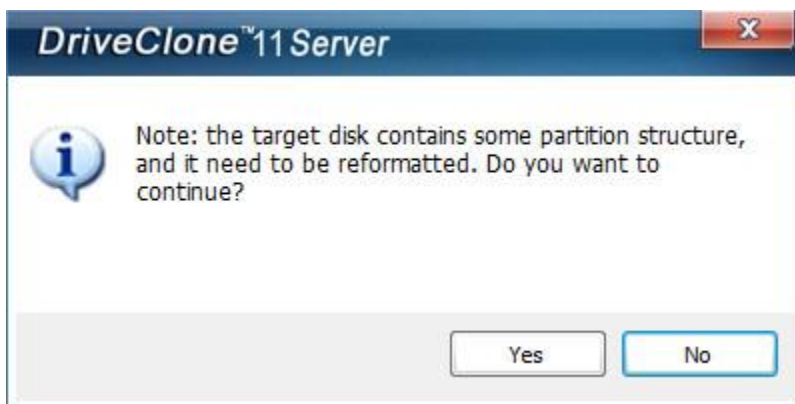 DriveClone™11 Server
Note: the target disk contains some partition structure,
and it need to be reformatted. Do you want to
continue?
Yes
No